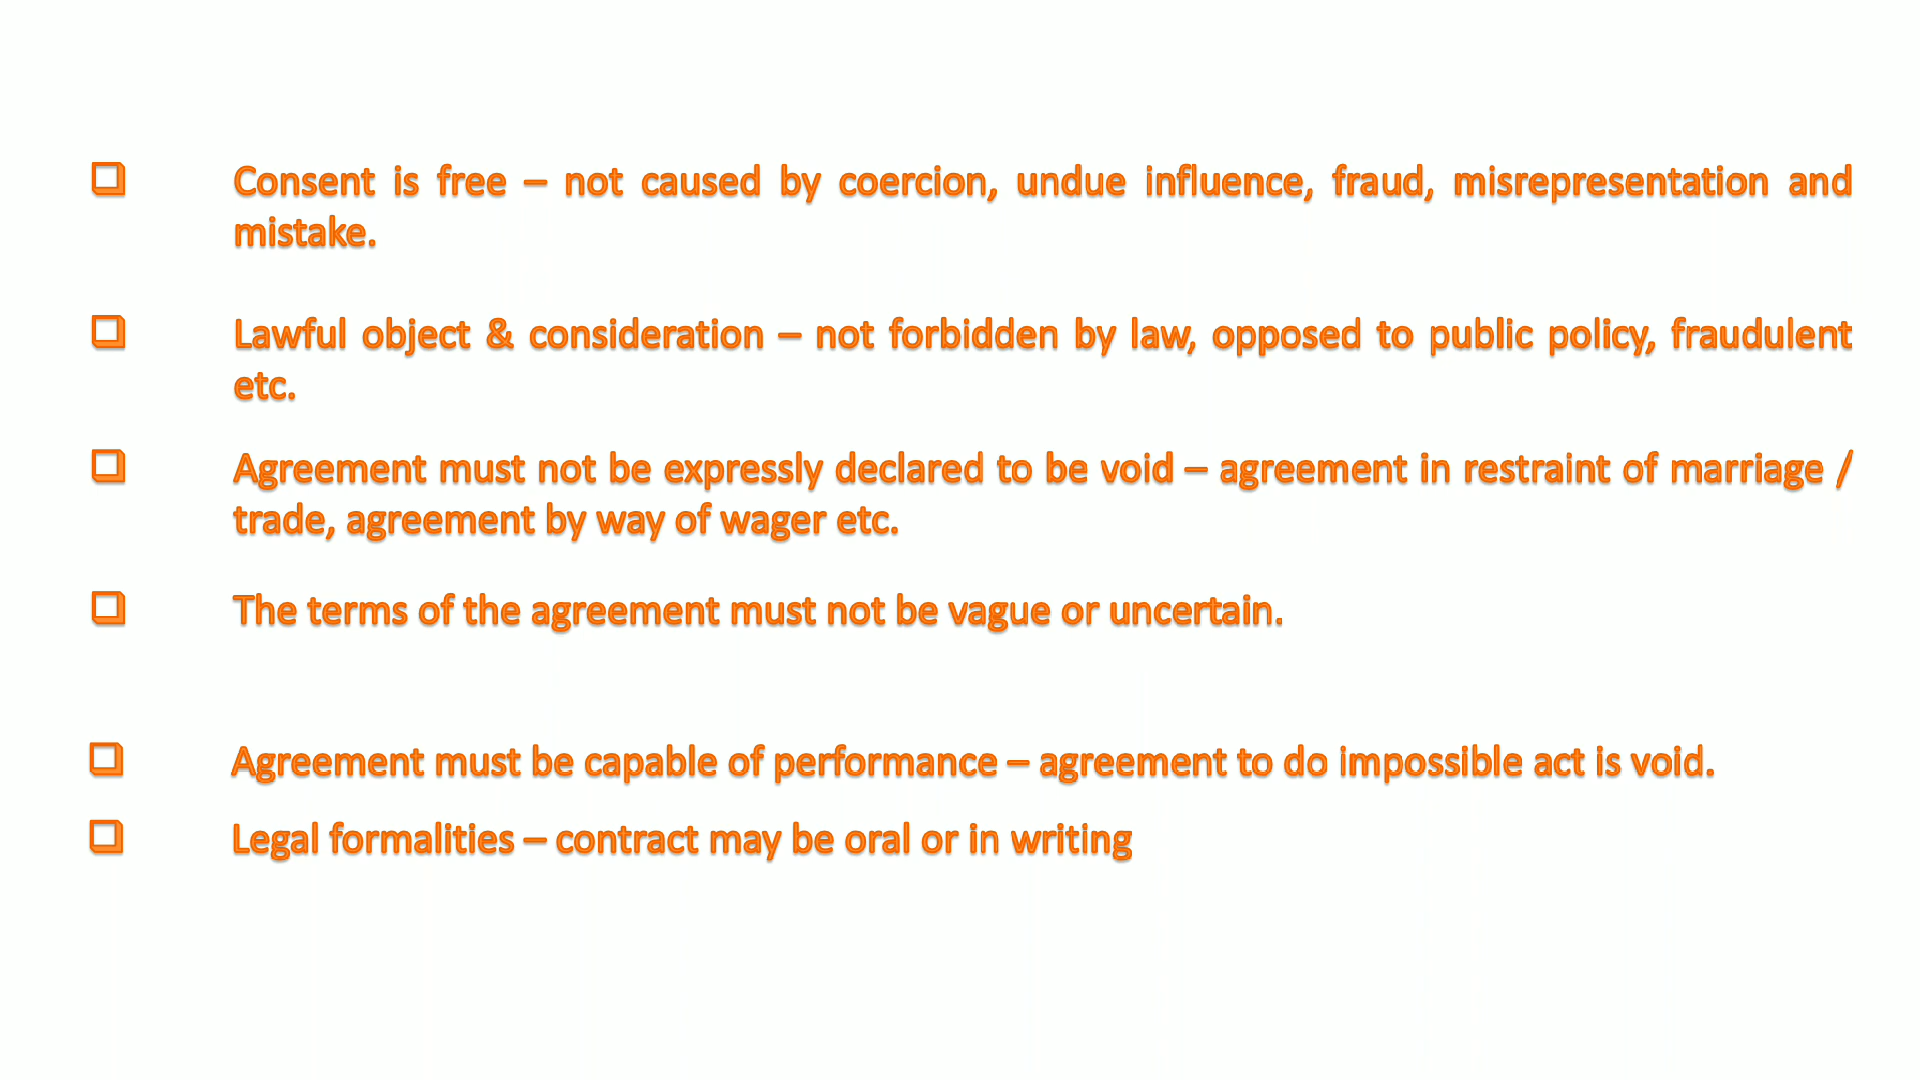 ❑ Consent is free – not caused by coercion, undue influence, fraud, misrepresentation and
mistake.
❑ Lawful object & consideration – not forbidden by law, opposed to public policy, fraudulent
etc.
❑ Agreement must not be expressly declared to be void – agreement in restraint of marriage /
trade, agreement by way of wager etc.
❑ The terms of the agreement must not be vague or uncertain.
❑ Agreement must be capable of performance – agreement to do impossible act is void.
❑ Legal formalities – contract may be oral or in writing